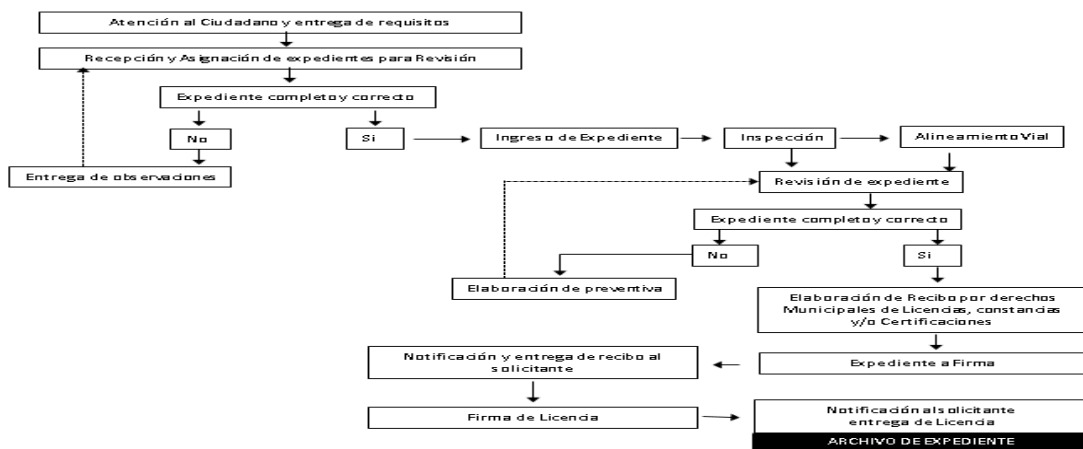 Atención al Ciudadano y entrega de requisitos
Recepción y Asignación de expedientes para Revisión
Expediente completo y correcto
No
Si
Ingreso de Expediente
Inspección
Alineamiento Vial
Entrega de observaciones
Revisión de expediente
Expediente completo y correcto
No
Si
Elaboración de preventiva
Elaboración de Recibo por derechos
Municipales de Licencias, constancias
y/o Certificaciones
Notificación y entrega de recibo al
solicitante
Expediente a Firma
Firma de Licencia
Notificación al solicitante
entrega de Licencia
ARCHIVO DE EXPEDIENTE